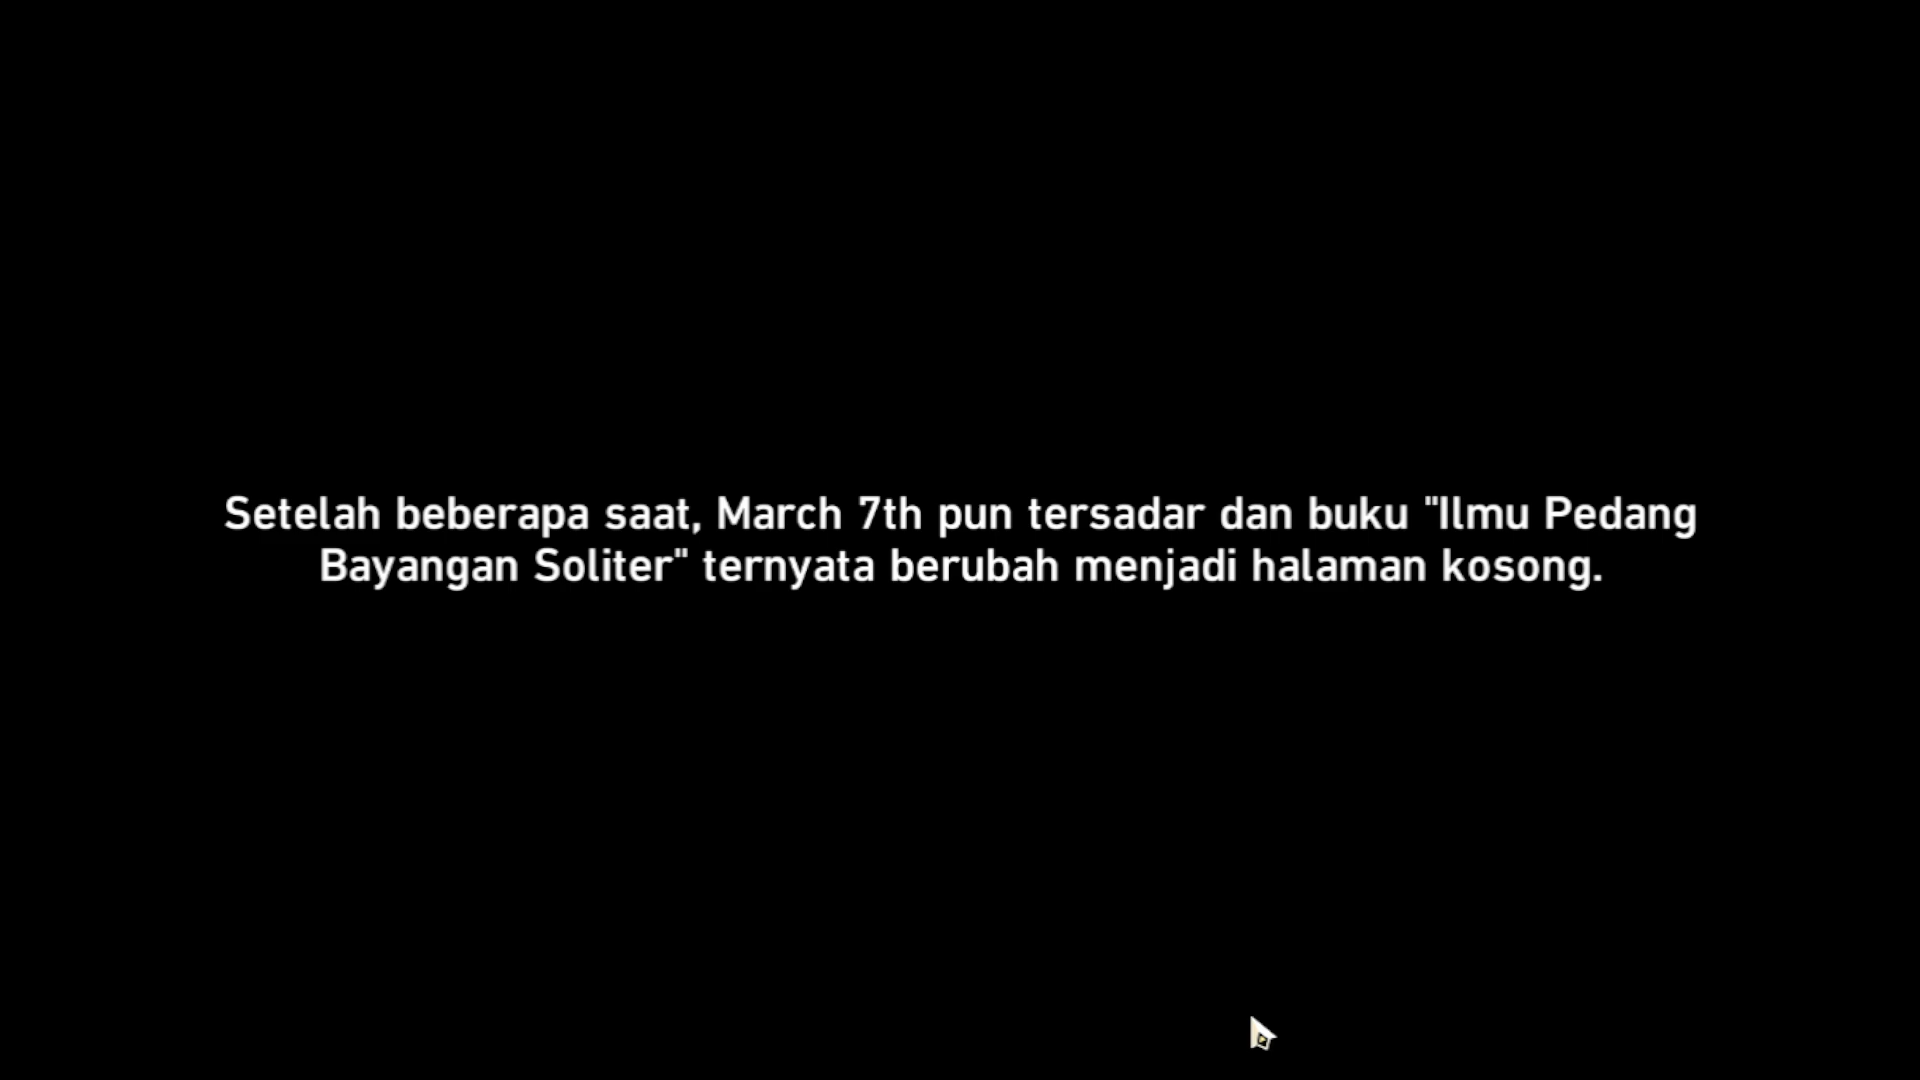 Setelah beberapa saat, March 7th pun tersadar dan buku "Ilmu Pedang
Bayangan Soliter" ternyata berubah menjadi halaman kosong.